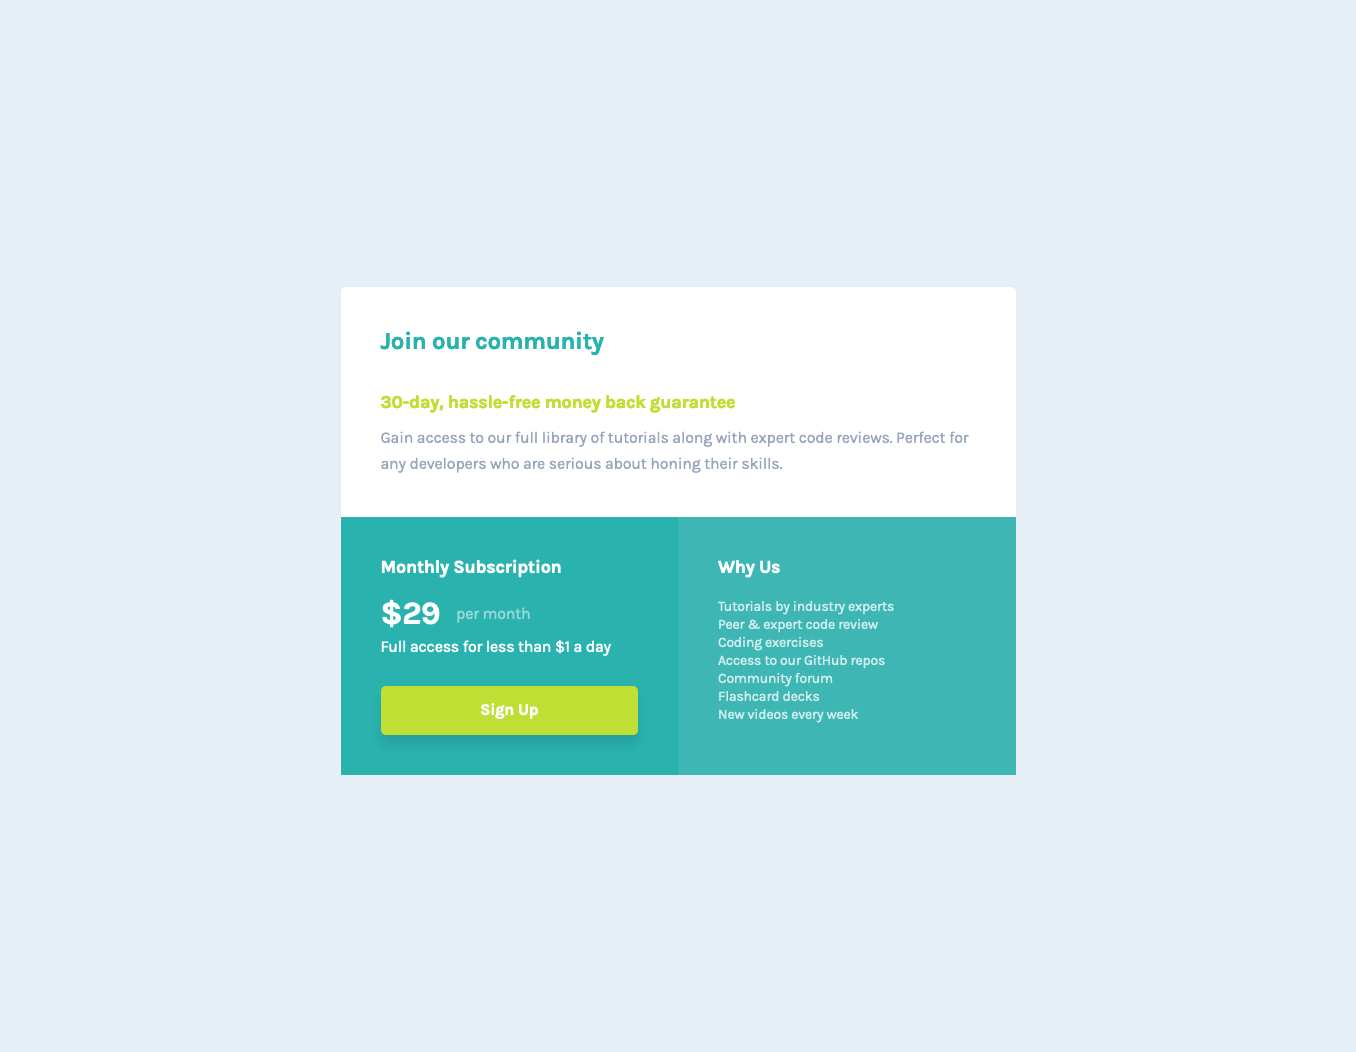 Join our community
30-day, hassle-free money back guarantee
Gain access to our full library of tutorials along with expert code reviews. Perfect for
any developers who are serious about honing their skills.
Monthly Subscription
$29 per month
Full access for less than $1 a day
Sign Up
Why Us
Tutorials by industry experts
Peer & expert code review
Coding exercises
Access to our GitHub repos
Community forum
Flashcard decks
New videos every week